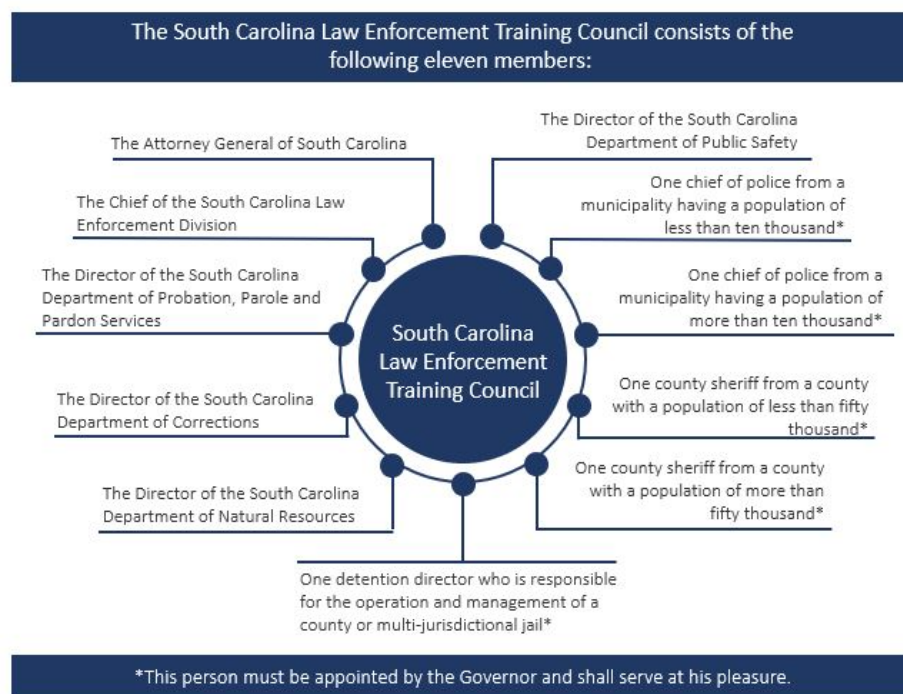 The South Carolina Law Enforcement Training Council consists of the
following eleven members:
The Attorney General of South Carolina
The Director of the South Carolina
Department of Public Safety
The Chief of the South Carolina Law
Enforcement Division
One chief of police from a
municipality having a population of
less than ten thousand*
The Director of the South Carolina
Department of Probation, Parole and
Pardon Services
One chief of police from a
municipality having a population of
more than ten thousand*
South Carolina
Law Enforcement
Training Council
The Director of the South Carolina
Department of Corrections
One county sheriff from a county
with a population of less than fifty
thousand*
The Director of the South Carolina
Department of Natural Resources
One county sheriff from a county
with a population of more than
fifty thousand*
One detention director who is responsible
for the operation and management of a
county or multi-jurisdictional jail*
*This person must be appointed by the Governor and shall serve at his pleasure.